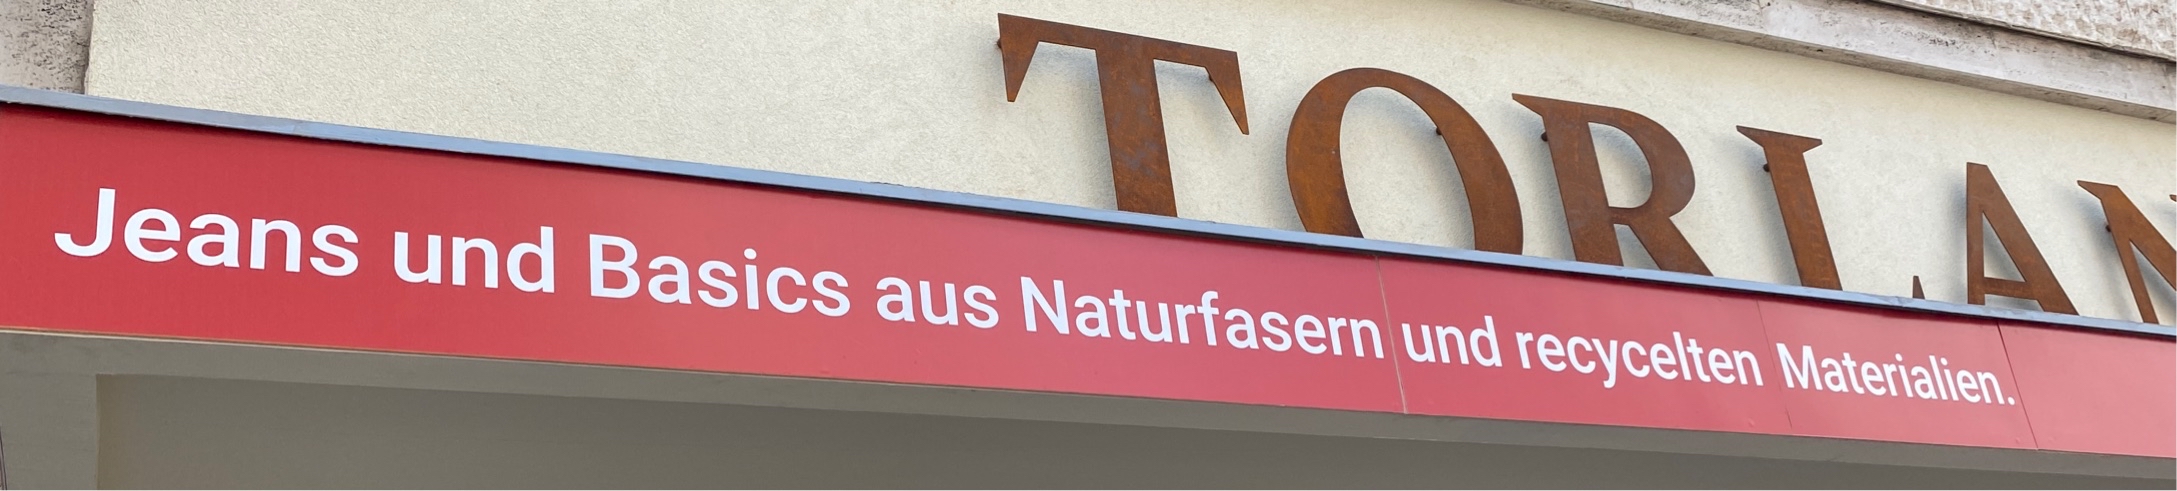 TORLAN
Jeans und Basics aus Naturfasern und recycelten Materialien.